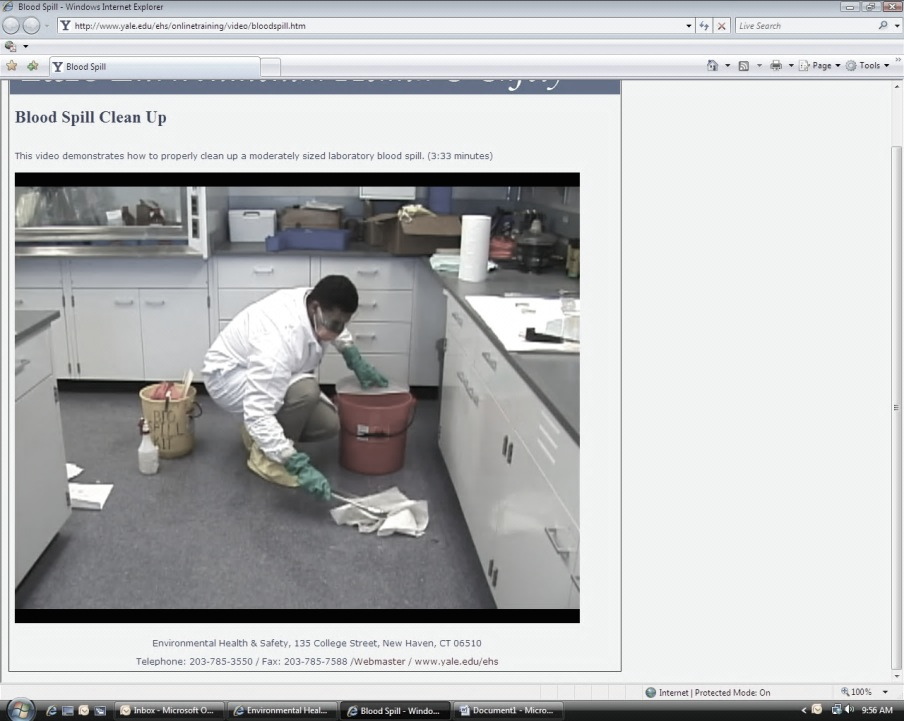 Blood Spill - Windows Internet Explorer
http://www.yale.edu/ehs/onlinetraining/video/bloodspill.htm
Live Search
Blood Spill
Page
Tools
Blood Spill Clean Up
This video demonstrates how to properly clean up a moderately sized laboratory blood spill. (3:33 minutes)
BIO
SPILL
KIT
Environmental Health & Safety, 135 College Street, New Haven, CT 06510
Telephone: 203-785-3550 / Fax: 203-785-7588 /Webmaster / www.yale.edu/ehs
Internet | Protected Mode: On
100%
Inbox - Microsoft O...
Environmental Heal...
Blood Spill - Windo...
Document1 - Micro...
9:56 AM